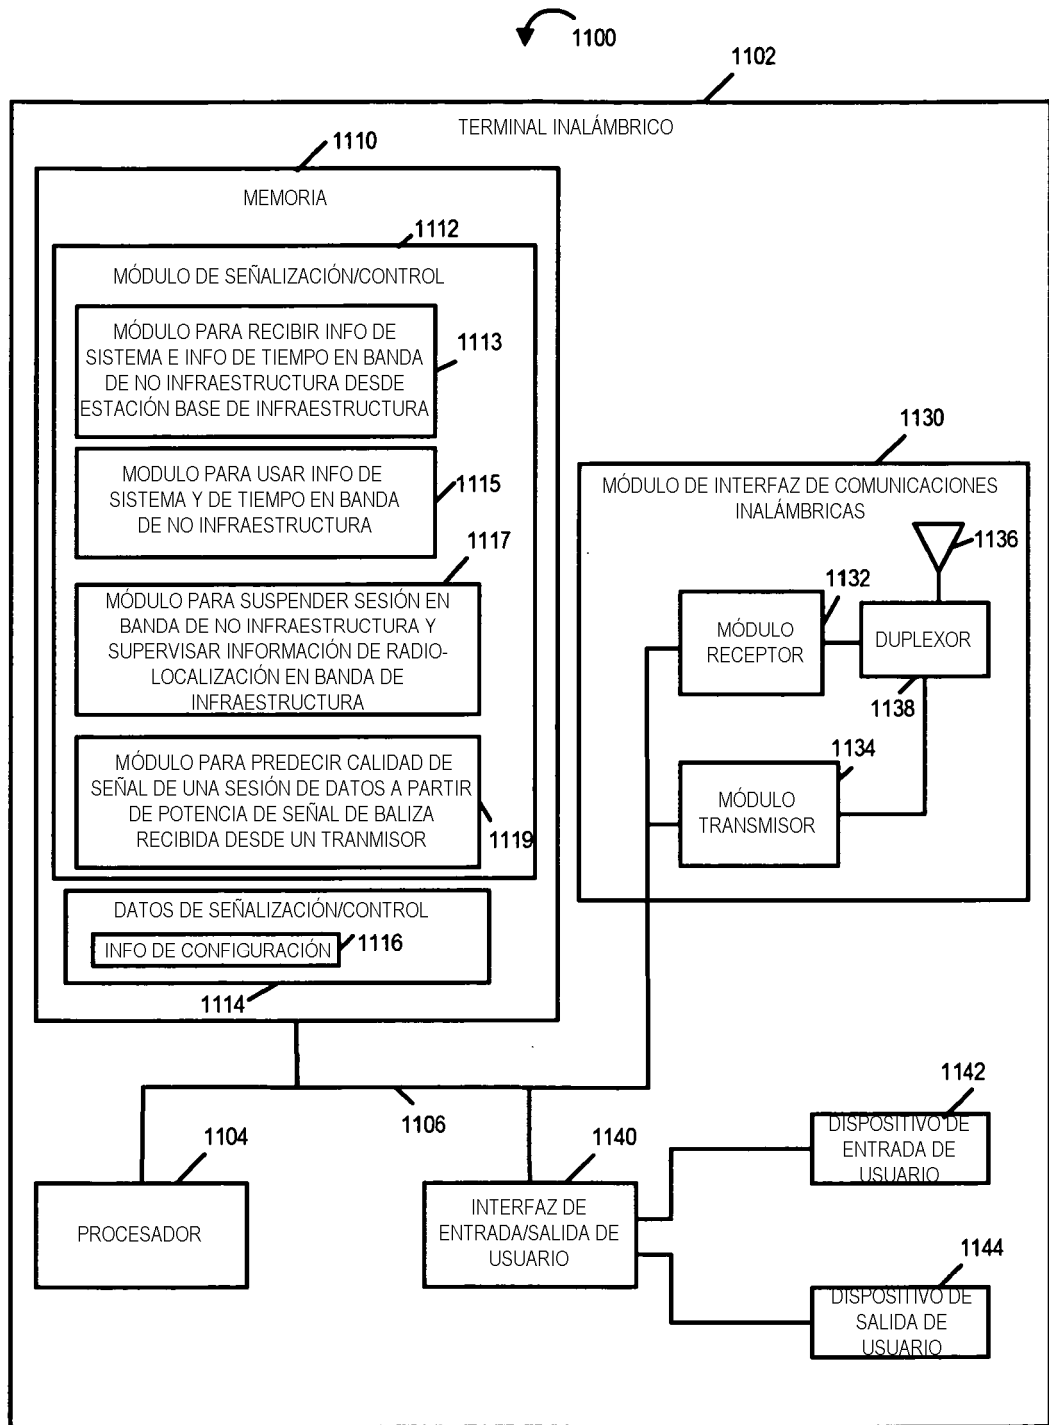 1100
1102
TERMINAL INALÁMBRICO
1110
MEMORIA
1112
MÓDULO DE SEÑALIZACIÓN/CONTROL
MÓDULO PARA RECIBIR INFO DE
SISTEMA E INFO DE TIEMPO EN BANDA
DE NO INFRAESTRUCTURA DESDE
ESTACIÓN BASE DE INFRAESTRUCTURA
1113
MODULO PARA USAR INFO DE
SISTEMA Y DE TIEMPO EN BANDA
DE NO INFRAESTRUCTURA
1115
1117
MÓDULO PARA SUSPENDER SESIÓN EN
BANDA DE NO INFRAESTRUCTURA Y
SUPERVISAR INFORMACIÓN DE RADIO-
LOCALIZACIÓN EN BANDA DE
INFRAESTRUCTURA
MÓDULO PARA PREDECIR CALIDAD DE
SEÑAL DE UNA SESIÓN DE DATOS A PARTIR
DE POTENCIA DE SEÑAL DE BALIZA
RECIBIDA DESDE UN TRANMISOR
1119
DATOS DE SEÑALIZACIÓN/CONTROL
INFO DE CONFIGURACIÓN
1116
1114
1130
MÓDULO DE INTERFAZ DE COMUNICACIONES
INALÁMBRICAS
1136
1132
MÓDULO
RECEPTOR
DUPLEXOR
1138
1134
MÓDULO
TRANSMISOR
1106
1104
PROCESADOR
1140
INTERFAZ DE
ENTRADA/SALIDA DE
USUARIO
1142
DISPOSITIVO DE
ENTRADA DE
USUARIO
1144
DISPOSITIVO DE
SALIDA DE
USUARIO